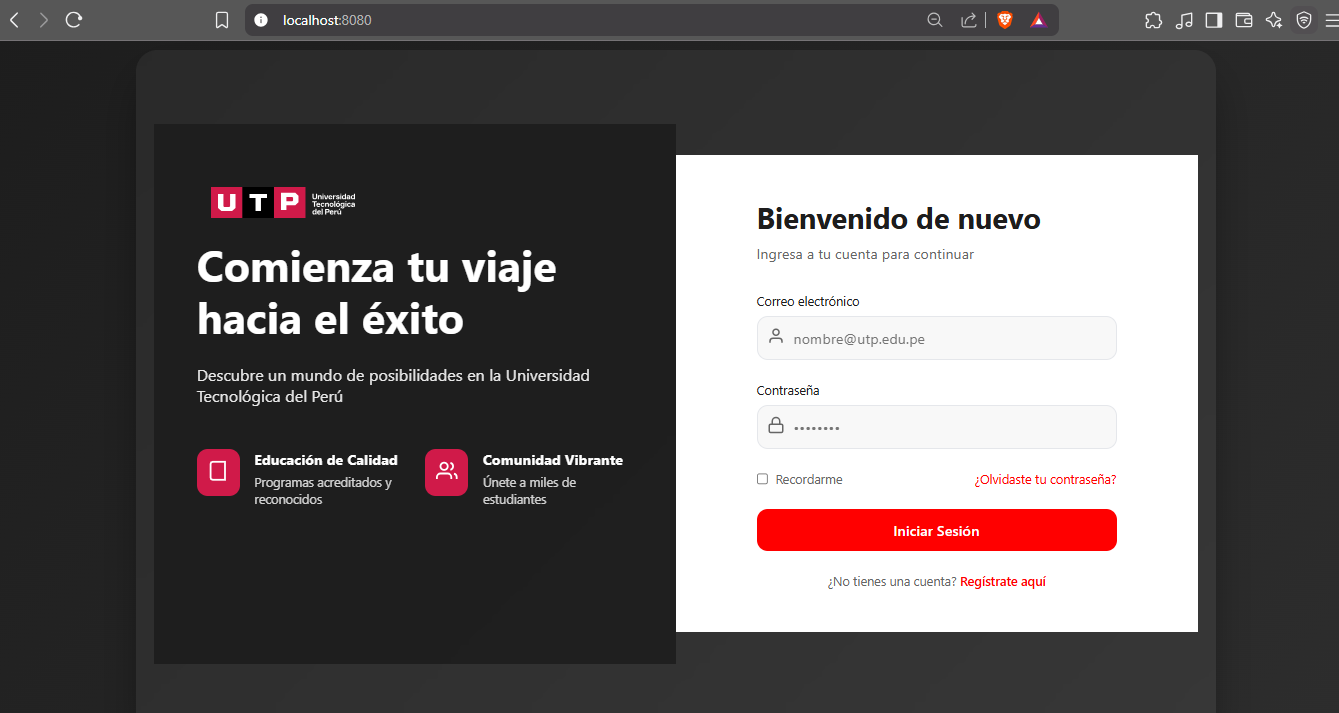 localhost:8080
UTP
Universidad
Tecnológica
del Perú
Comienza tu viaje
hacia el éxito
Descubre un mundo de posibilidades en la Universidad
Tecnológica del Perú
Educación de Calidad
Programas acreditados y
reconocidos
Comunidad Vibrante
Únete a miles de
estudiantes
Bienvenido de nuevo
Ingresa a tu cuenta para continuar
Correo electrónico
nombre@utp.edu.pe
Contraseña
••••••••
Recordarme
¿Olvidaste tu contraseña?
Iniciar Sesión
¿No tienes una cuenta? Regístrate aquí